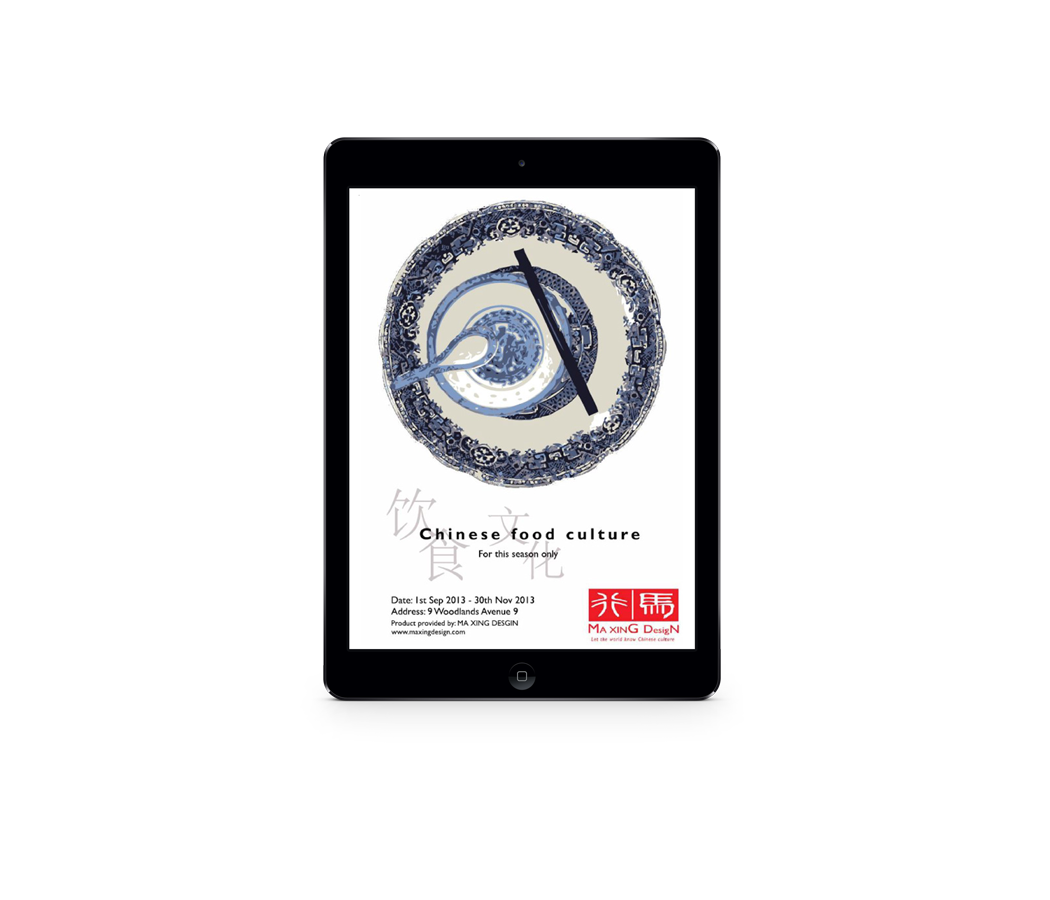 饮食文化
Chinese food culture
For this season only
Date: 1st Sep 2013 - 30th Nov 2013
Address: 9 Woodlands Avenue 9
Product provided by: MA XING DESGIN
www.maxingdesign.com
行馬
MA XING DesigN
Let the world know Chinese culture